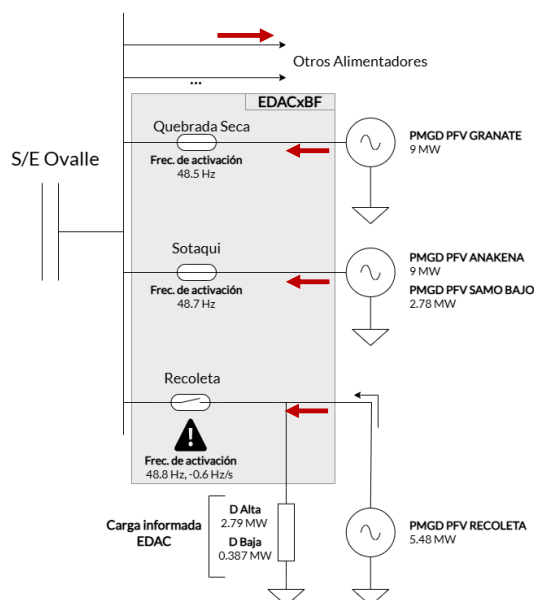 Otros Alimentadores
...
EDACxBF
Quebrada Seca
Frec. de activación
48.5 Hz
PMGD PFV GRANATE
9 MW
S/E Ovalle
Sotaqui
Frec. de activación
48.7 Hz
PMGD PFV ANAKENA
9 MW
PMGD PFV SAMO BAJO
2.78 MW
Recoleta
Frec. de activación
48.8 Hz, -0.6 Hz/s
Carga informada
EDAC
D Alta
2.79 MW
D Baja
0.387 MW
PMGD PFV RECOLETA
5.48 MW